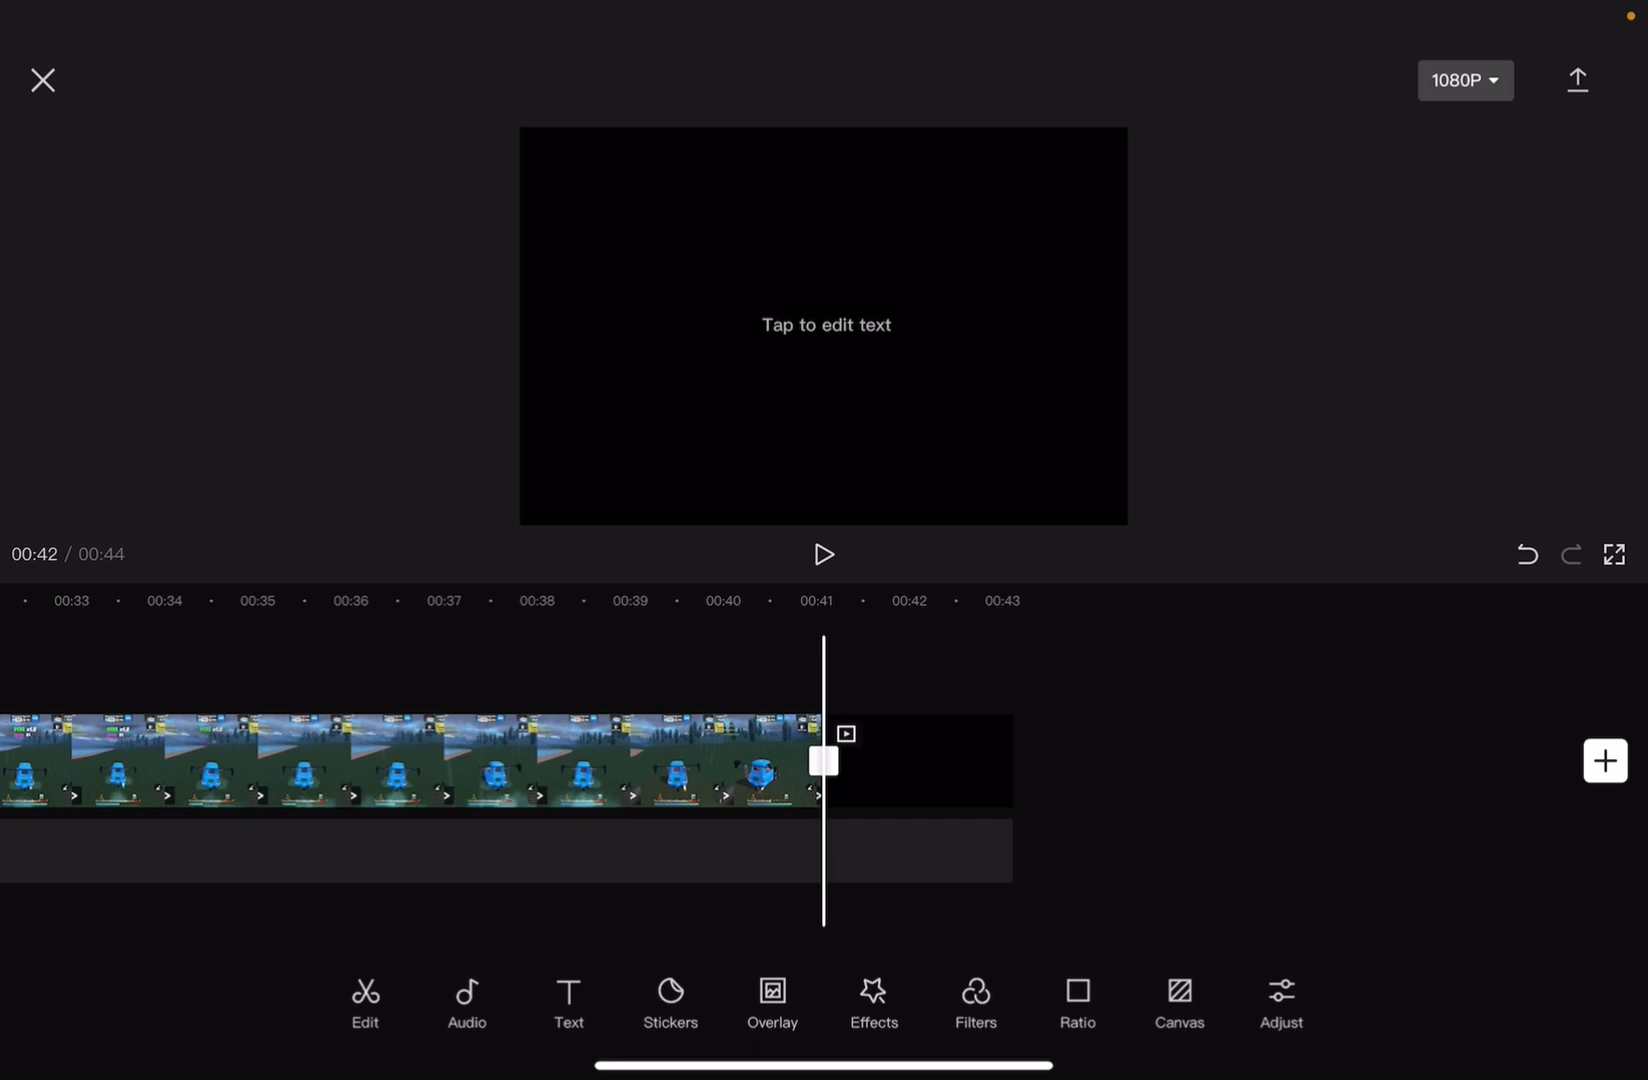 1080P
Tap to edit text
00:42 / 00:44
00:33 00:34 00:35 00:36 00:37 00:38 00:39 00:40 00:41 00:42 00:43
Edit Audio Text Stickers Overlay Effects Filters Ratio Canvas Adjust